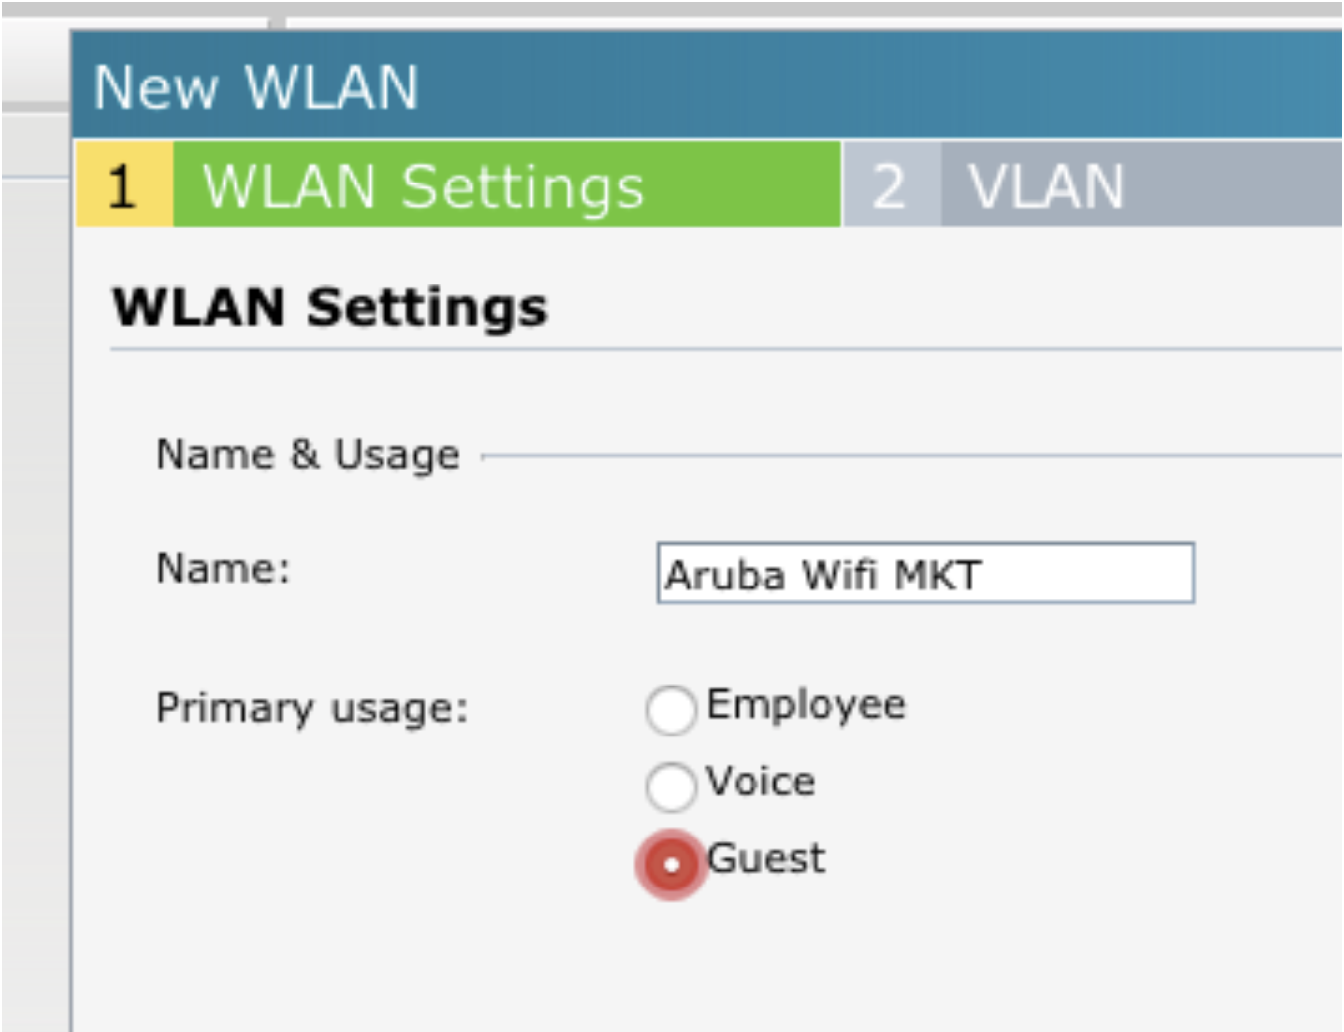 New WLAN
1 WLAN Settings 2 VLAN
WLAN Settings
Name & Usage
Name: Aruba Wifi MKT
Primary usage: Employee
Voice
Guest